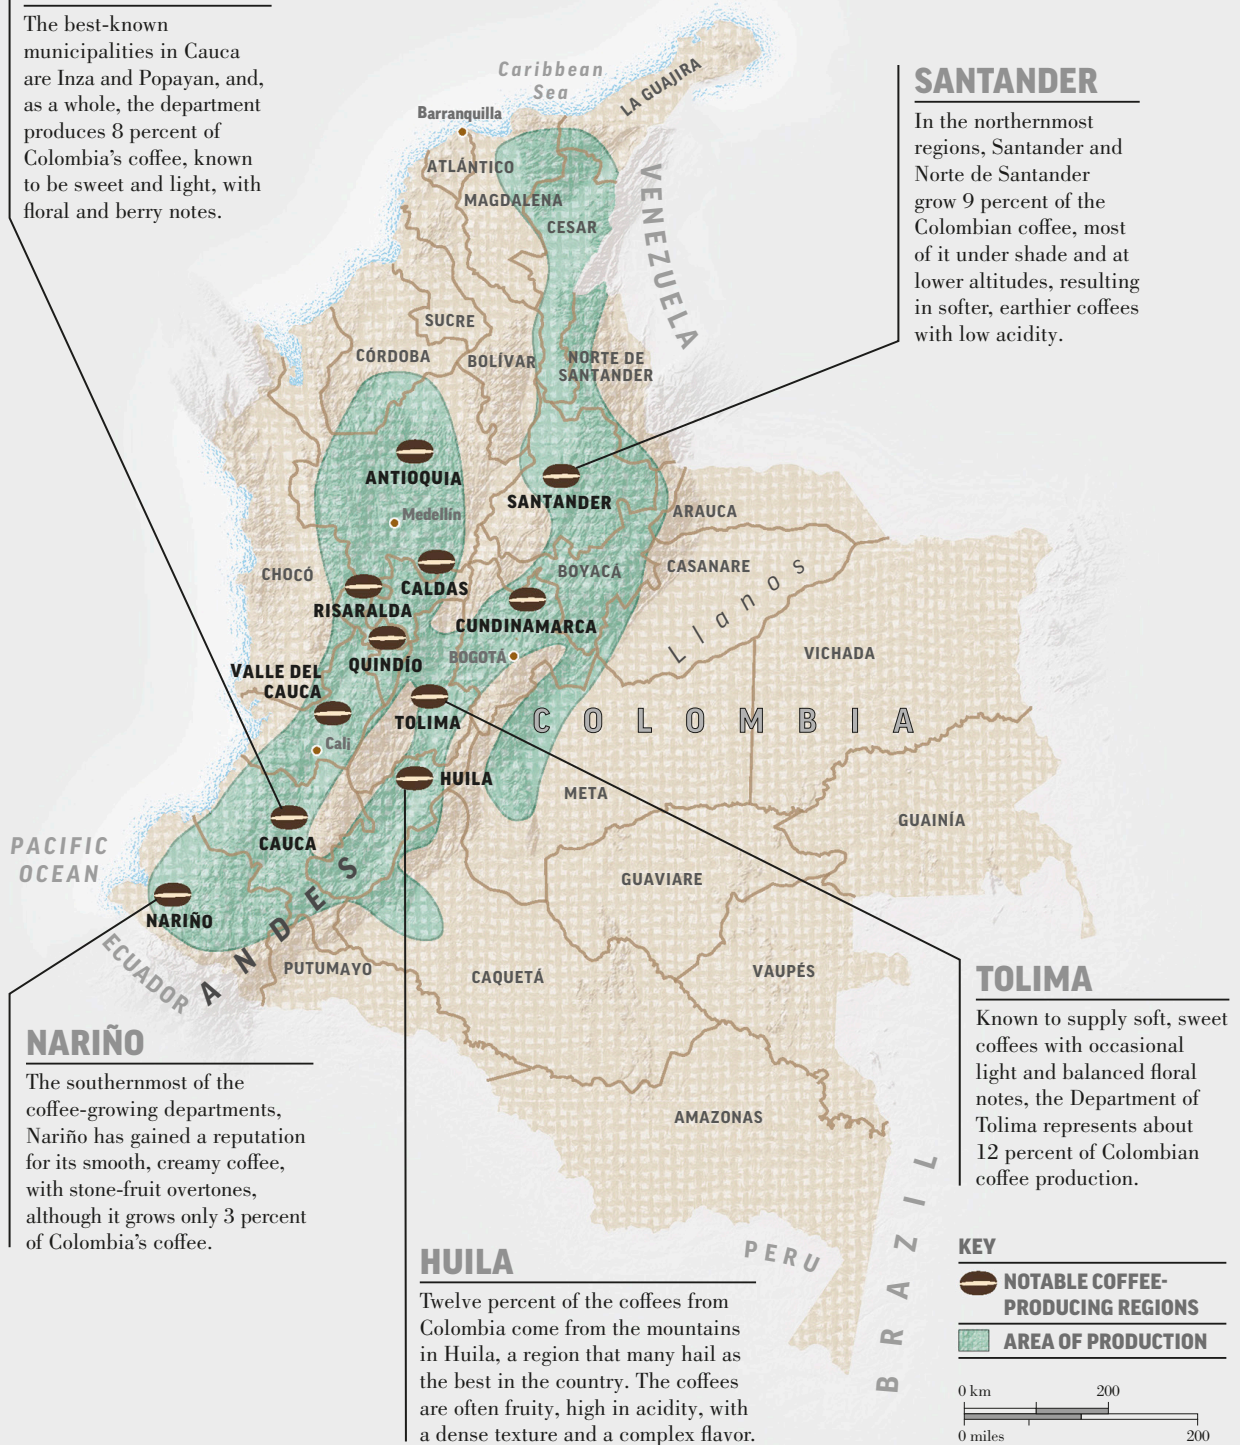 The best-known
municipalities in Cauca
are Inza and Popayan, and,
as a whole, the department
produces 8 percent of
Colombia's coffee, known
to be sweet and light, with
floral and berry notes.
SANTANDER
In the northernmost
regions, Santander and
Norte de Santander
grow 9 percent of the
Colombian coffee, most
of it under shade and at
lower altitudes, resulting
in softer, earthier coffees
with low acidity.
Caribbean
Sea
LA GUAJIRA
Barranquilla
ATLÁNTICO
MAGDALENA
CESAR
VENEZUELA
SUCRE
CÓRDOBA
BOLÍVAR
NORTE DE
SANTANDER
ANTIOQUIA
Medellín
SANTANDER
ARAUCA
CHOCÓ
CALDAS
BOYACÁ
CASANARE
Llanos
RISARALDA
CUNDINAMARCA
QUINDÍO
BOGOTÁ
VICHADA
VALLE DEL
CAUCA
TOLIMA
COLOMBIA
Cali
HUILA
META
CAUCA
GUAINÍA
PACIFIC
OCEAN
GUAVIARE
NARIÑO
ANDES
ECUADOR
PUTUMAYO
CAQUETÁ
VAUPÉS
AMAZONAS
PERU
BRAZIL
NARIÑO
The southernmost of the
coffee-growing departments,
Nariño has gained a reputation
for its smooth, creamy coffee,
with stone-fruit overtones,
although it grows only 3 percent
of Colombia's coffee.
HUILA
Twelve percent of the coffees from
Colombia come from the mountains
in Huila, a region that many hail as
the best in the country. The coffees
are often fruity, high in acidity, with
a dense texture and a complex flavor.
TOLIMA
Known to supply soft, sweet
coffees with occasional
light and balanced floral
notes, the Department of
Tolima represents about
12 percent of Colombian
coffee production.
KEY
NOTABLE COFFEE-
PRODUCING REGIONS
AREA OF PRODUCTION
0 km 200
0 miles 200